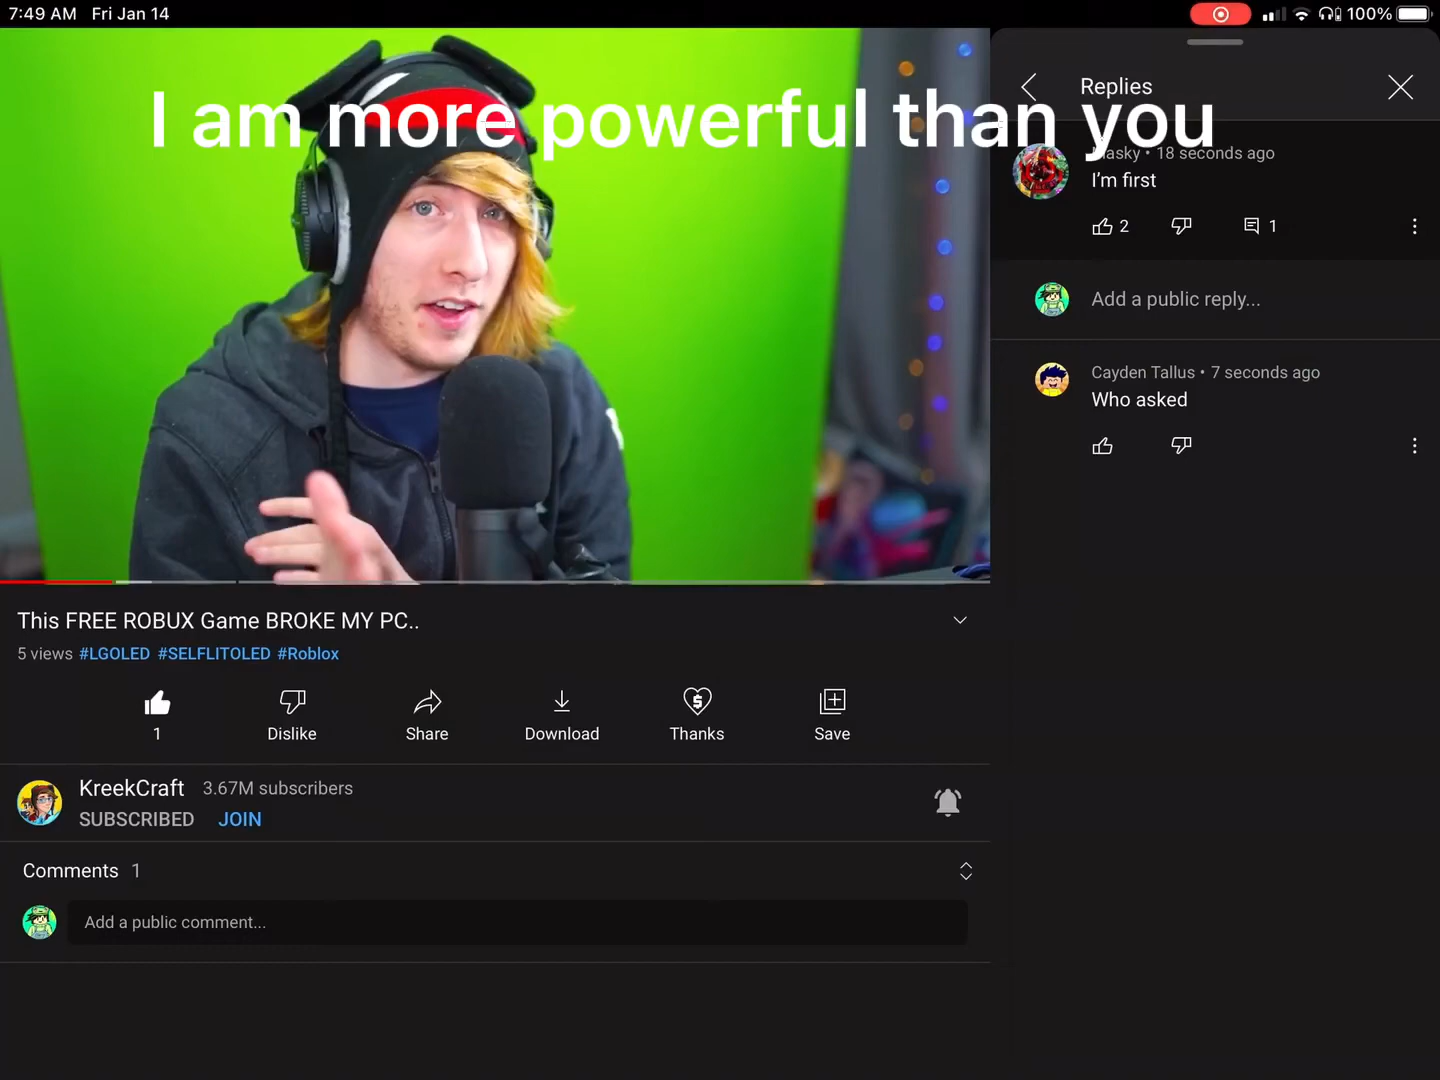 7:49 AM Fri Jan 14
100%
I am more powerful than you
Replies
Masky • 18 seconds ago
I'm first
2
1
Add a public reply...
Cayden Tallus • 7 seconds ago
Who asked
This FREE ROBUX Game BROKE MY PC..
5 views #LGOLED #SELFLITOLED #Roblox
1
Dislike
Share
Download
Thanks
Save
KreekCraft 3.67M subscribers
SUBSCRIBED JOIN
Comments 1
Add a public comment...